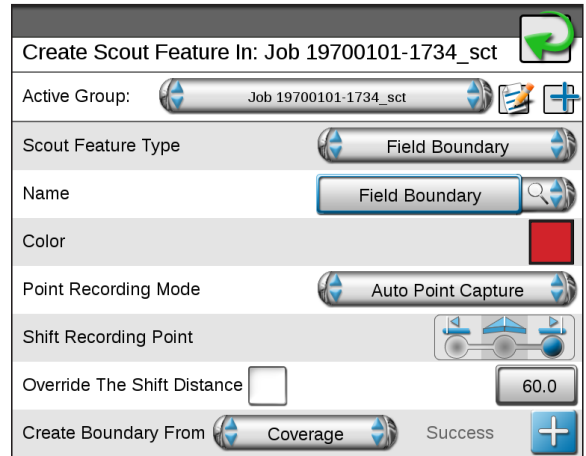 Create Scout Feature In: Job 19700101-1734_sct
Active Group: Job 19700101-1734_sct
Scout Feature Type Field Boundary
Name Field Boundary
Color
Point Recording Mode Auto Point Capture
Shift Recording Point
Override The Shift Distance 60.0
Create Boundary From Coverage Success